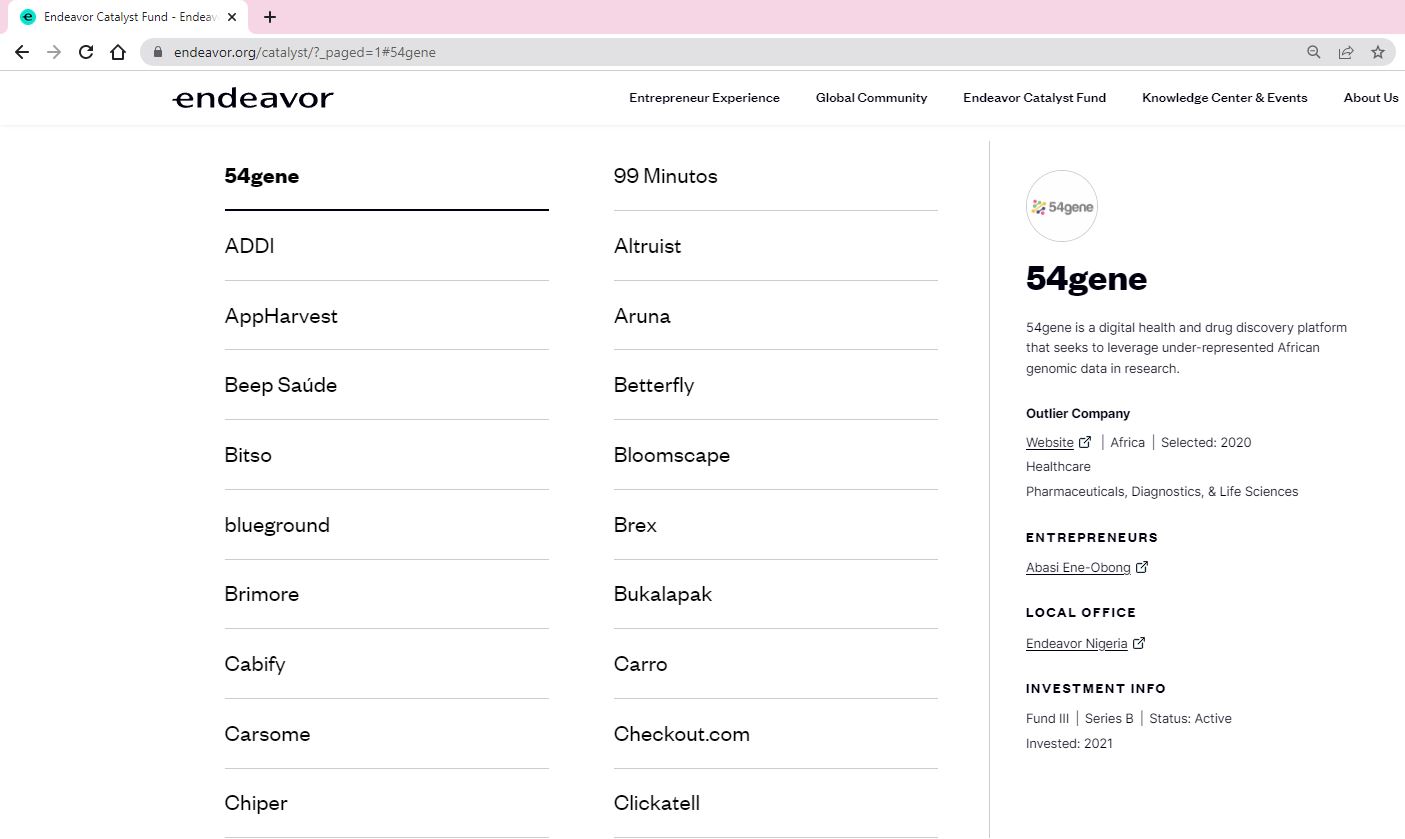 Endeavor Catalyst Fund - Endeav
endeavor.org/catalyst/?_paged=1#54gene
endeavor
Entrepreneur Experience
Global Community
Endeavor Catalyst Fund
Knowledge Center & Events
About Us
54gene
99 Minutos
ADDI
Altruist
AppHarvest
Aruna
Beep Saúde
Betterfly
Bitso
Bloomscape
blueground
Brex
Brimore
Bukalapak
Cabify
Carro
Carsome
Checkout.com
Chiper
Clickatell
54gene
54gene
54gene is a digital health and drug discovery platform
that seeks to leverage under-represented African
genomic data in research.
Outlier Company
Website | Africa | Selected: 2020
Healthcare
Pharmaceuticals, Diagnostics, & Life Sciences
ENTREPRENEURS
Abasi Ene-Obong
LOCAL OFFICE
Endeavor Nigeria
INVESTMENT INFO
Fund III | Series B | Status: Active
Invested: 2021